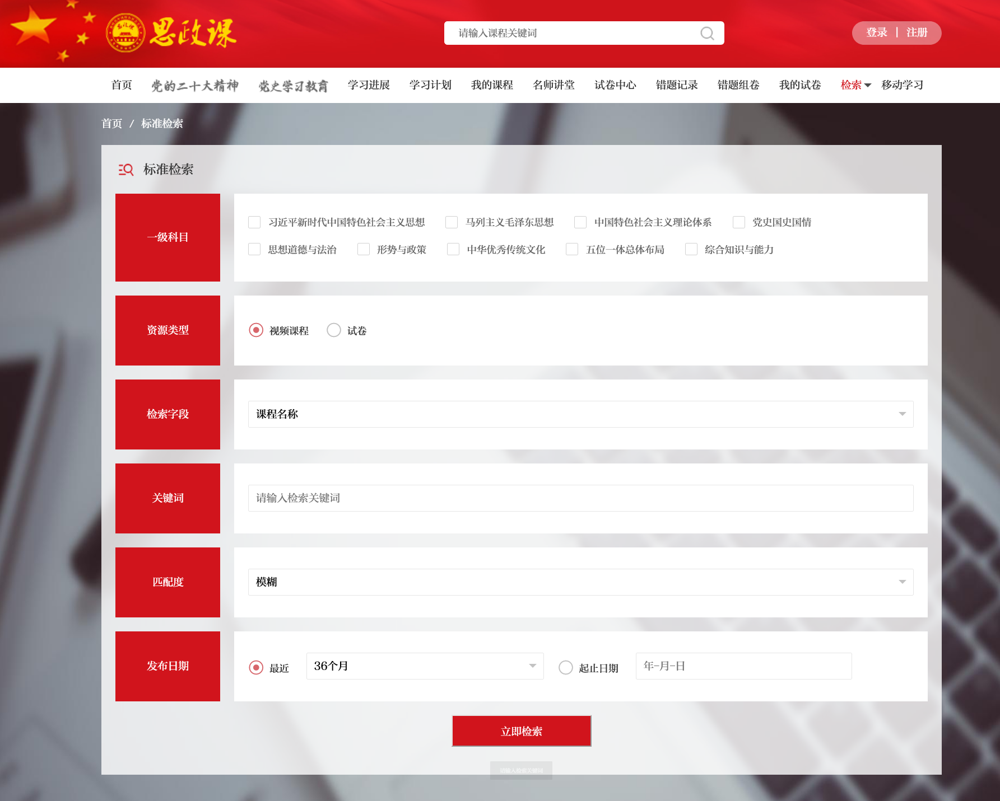 思政课
请输入课程关键词
登录 | 注册
首页 党的二十大精神 党史学习教育 学习进展 学习计划 我的课程 名师讲堂 试卷中心 错题记录 错题组卷 我的试卷 检索 移动学习
首页 / 标准检索
标准检索
一级科目
习近平新时代中国特色社会主义思想 马列主义毛泽东思想 中国特色社会主义理论体系 党史国史国情
思想道德与法治 形势与政策 中华优秀传统文化 五位一体总体布局 综合知识与能力
资源类型
视频课程 试卷
检索字段
课程名称
关键词
请输入检索关键词
匹配度
模糊
发布日期
最近 36个月 起止日期 年-月-日
立即检索
请输入检索关键词